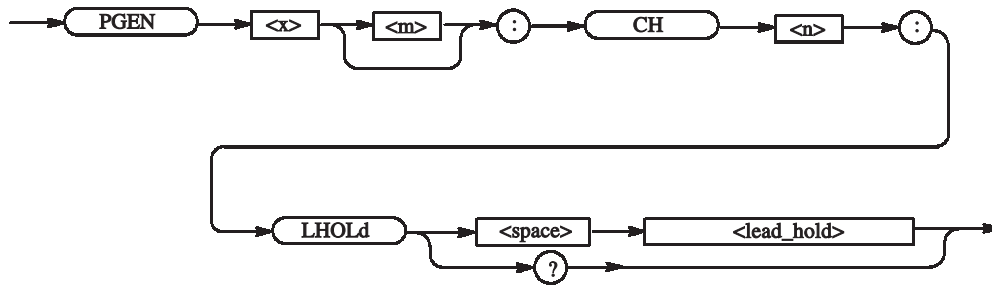 PGEN <x> <m> : CH <n> :
LHOLd <space> <lead_hold>
?